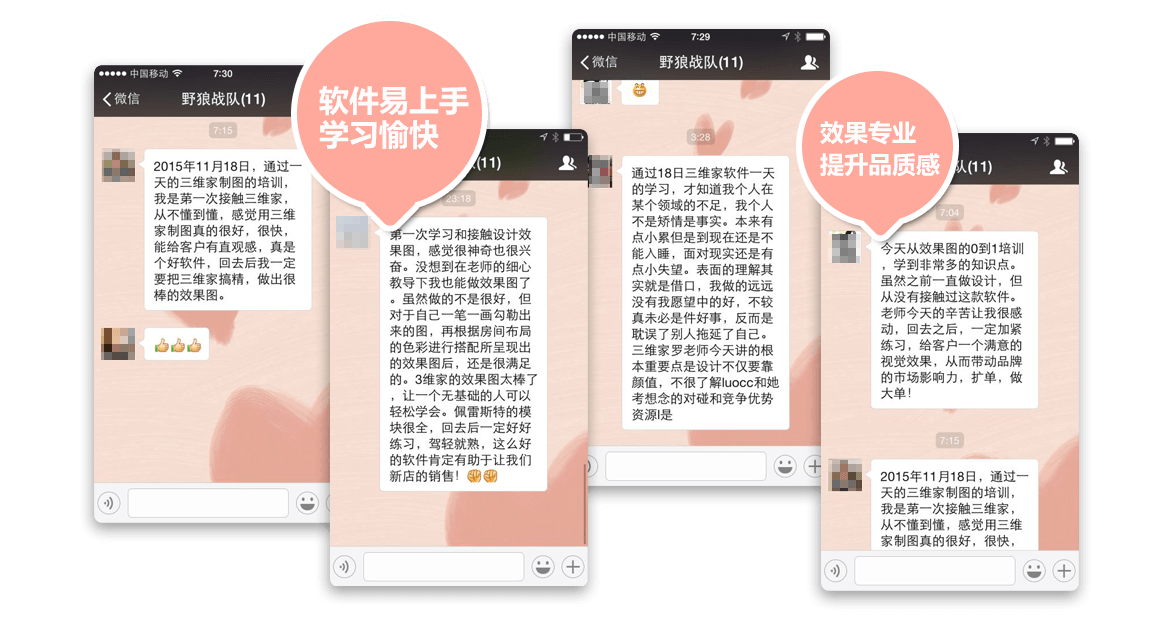 中国移动
7:30
微信
野狼战队(11)
7:15
2015年11月18日，通过一
天的三维家制图的培训，
我是第一次接触三维家，
从不懂到懂，感觉用三维
家制图真的很好，很快，
能给客户有直观感，真是
个好软件，回去后我一定
要把三维家搞精，做出很
棒的效果图。
软件易上手
学习愉快
(11)
23:18
第一次学习和接触设计效
果图，感觉很神奇也很兴
奋。没想到在老师的细心
教导下我也能做效果图了
。虽然做的不是很好，但
对于自己一笔一画勾勒出
来的图，再根据房间布局
的色彩进行搭配所呈现出
的效果图后，还是很满足
的。3维家的效果图太棒了
，让一个无基础的人可以
轻松学会。佩雷斯特的模
块很全，回去后一定好好
练习，驾轻就熟，这么好
的软件肯定有助于让我们
新店的销售！
中国移动
7:29
微信
野狼战队(11)
3:28
通过18日三维家软件一天
的学习，才知道我个人在
某个领域的不足，我个人
不是矫情是事实。本来有
点小累但是到现在还是不
能入睡，面对现实还是有
点小失望。表面的理解其
实就是借口，我做的远远
没有我愿望中的好，不较
真未必是件好事，反而是
耽误了别人拖延了自己。
三维家罗老师今天讲的根
本重要点是设计不仅要靠
颜值，不很了解luocc和她
考想念的对碰和竞争优势
资源l是
效果专业
提升品质感
队(11)
7:04
今天从效果图的0到1培训
，学到非常多的知识点。
虽然之前一直做设计，但
从没有接触过这款软件。
老师今天的辛苦让我很感
动，回去之后，一定加紧
练习，给客户一个满意的
视觉效果，从而带动品牌
的市场影响力，扩单，做
大单！
7:15
2015年11月18日，通过一
天的三维家制图的培训，
我是第一次接触三维家，
从不懂到懂，感觉用三维
家制图真的很好，很快，